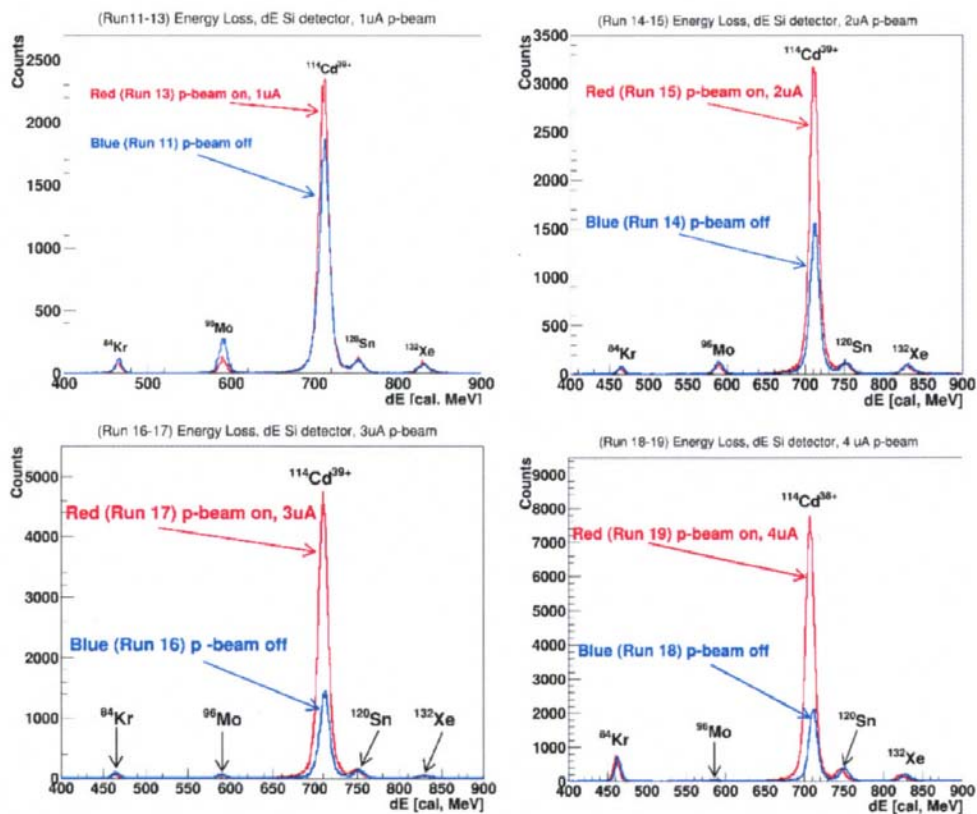 (Run11-13) Energy Loss, dE Si detector, 1uA p-beam
Counts
2500
2000
1500
1000
500
0
¹¹⁴Cd³⁹⁺
Red (Run 13) p-beam on, 1uA
Blue (Run 11) p-beam off
⁸⁴Kr
Mo
Sn
¹³²Xe
400 500 600 700 800 900
dE [cal, MeV]
(Run 14-15) Energy Loss, dE Si detector, 2uA p-beam
Counts
3500
3000
2500
2000
1500
1000
500
0
¹¹⁴Cd³⁹⁺
Red (Run 15) p-beam on, 2uA
Blue (Run 14) p-beam off
⁸⁴Kr
⁹⁶Mo
¹²⁰Sn
¹³²Xe
400 500 600 700 800 900
dE [cal, MeV]
(Run 16-17) Energy Loss, dE Si detector, 3uA p-beam
Counts
5000
4000
3000
2000
1000
0
¹¹⁴Cd³⁹⁺
Red (Run 17) p-beam on, 3uA
Blue (Run 16) p -beam off
⁸⁴Kr
⁹⁶Mo
¹²⁰Sn
¹³²Xe
400 450 500 550 600 650 700 750 800 850 900
dE [cal, MeV]
(Run 18-19) Energy Loss, dE Si detector, 4 uA p-beam
Counts
9000
8000
7000
6000
5000
4000
3000
2000
1000
0
¹¹⁴Cd³⁸⁺
Red (Run 19) p-beam on, 4uA
Blue (Run 18) p-beam off
⁸⁴Kr
⁹⁶Mo
¹²⁰Sn
¹³²Xe
400 450 500 550 600 650 700 750 800 850 900
dE [cal, MeV]